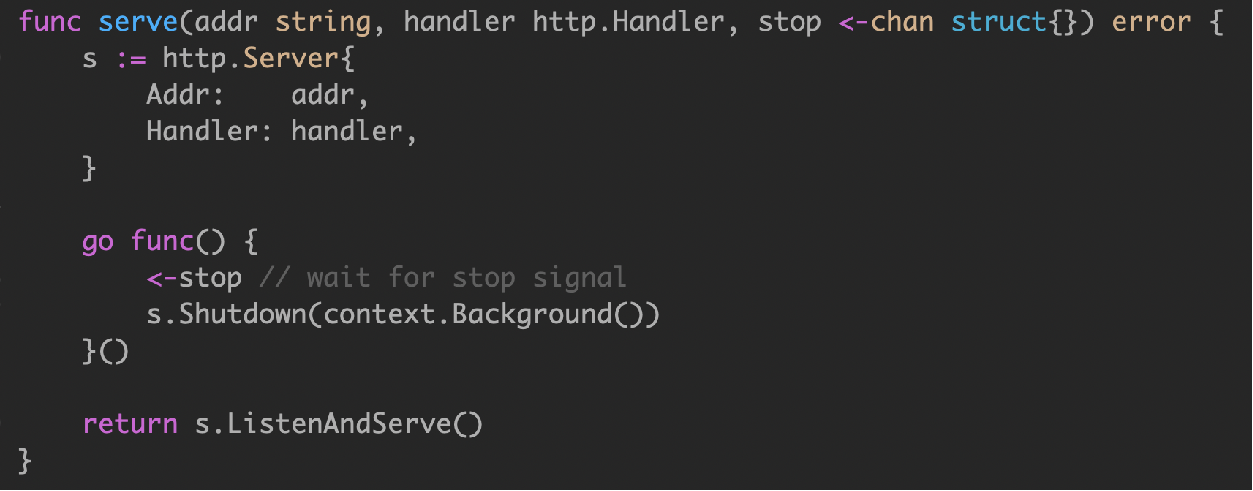 func serve(addr string, handler http.Handler, stop <-chan struct{}) error {
    s := http.Server{
        Addr:    addr,
        Handler: handler,
    }

    go func() {
        <-stop // wait for stop signal
        s.Shutdown(context.Background())
    }()

    return s.ListenAndServe()
}